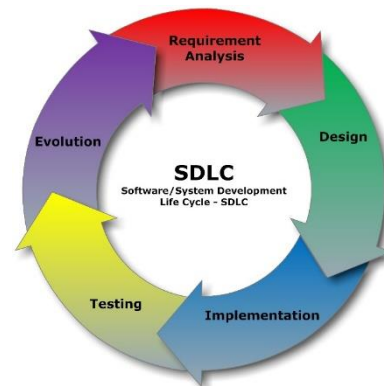 Requirement
Analysis
Design
Implementation
Testing
Evolution
SDLC
Software/System Development
Life Cycle - SDLC